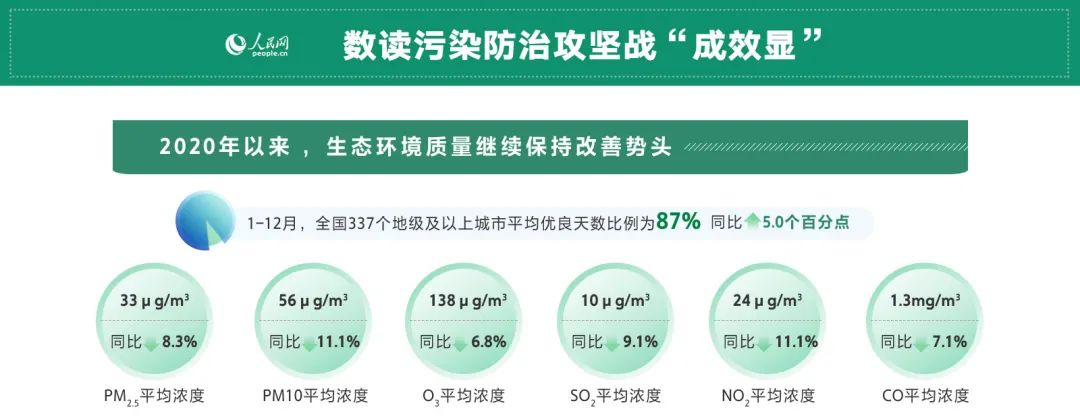 人民网
people.cn
数读污染防治攻坚战“成效显”
2020年以来，生态环境质量继续保持改善势头
1-12月，全国337个地级及以上城市平均优良天数比例为87% 同比5.0个百分点
33 μ g/m³
56 μ g/m³
138 μ g/m³
10 μ g/m³
24 μ g/m³
1.3mg/m³
同比8.3%
同比11.1%
同比6.8%
同比9.1%
同比11.1%
同比7.1%
PM₂.₅平均浓度
PM10平均浓度
O₃平均浓度
SO₂平均浓度
NO₂平均浓度
CO平均浓度